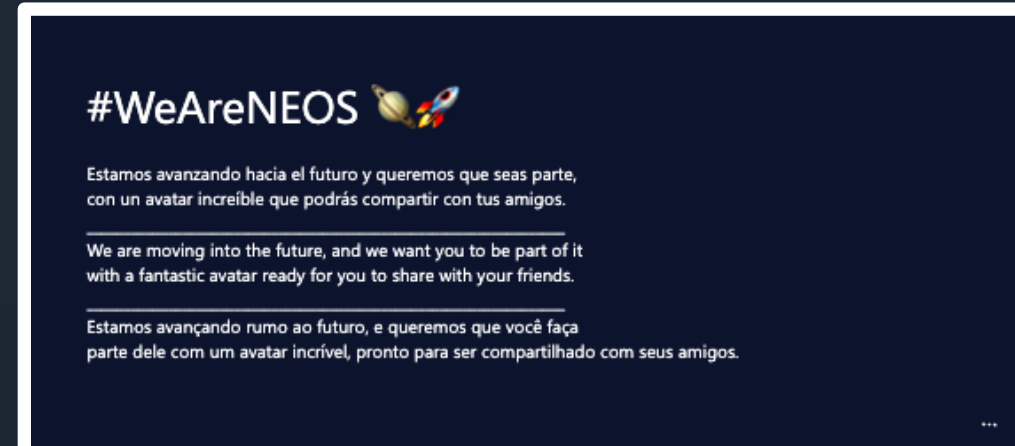 #WeAreNEOS 🪐🚀
Estamos avanzando hacia el futuro y queremos que seas parte,
con un avatar increíble que podrás compartir con tus amigos.
We are moving into the future, and we want you to be part of it
with a fantastic avatar ready for you to share with your friends.
Estamos avançando rumo ao futuro, e queremos que você faça
parte dele com um avatar incrível, pronto para ser compartilhado com seus amigos.